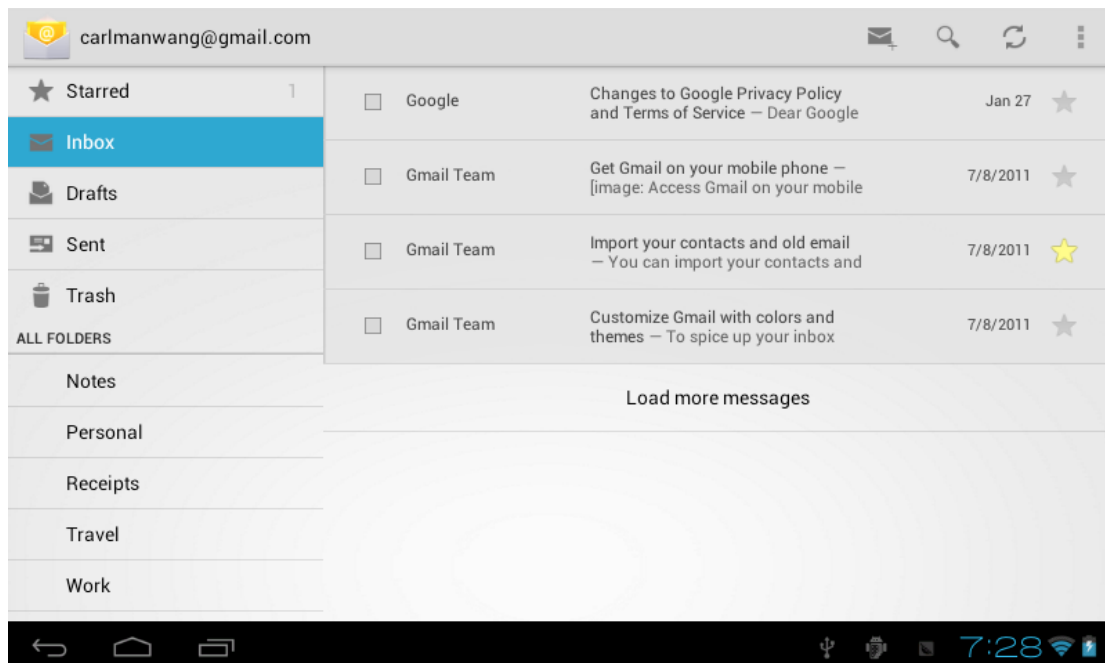 carlmanwang@gmail.com
Starred 1
Inbox
Drafts
Sent
Trash
ALL FOLDERS
Notes
Personal
Receipts
Travel
Work
Google
Changes to Google Privacy Policy
and Terms of Service — Dear Google
Jan 27
Gmail Team
Get Gmail on your mobile phone —
[image: Access Gmail on your mobile
7/8/2011
Gmail Team
Import your contacts and old email
— You can import your contacts and
7/8/2011
Gmail Team
Customize Gmail with colors and
themes — To spice up your inbox
7/8/2011
Load more messages
7:28